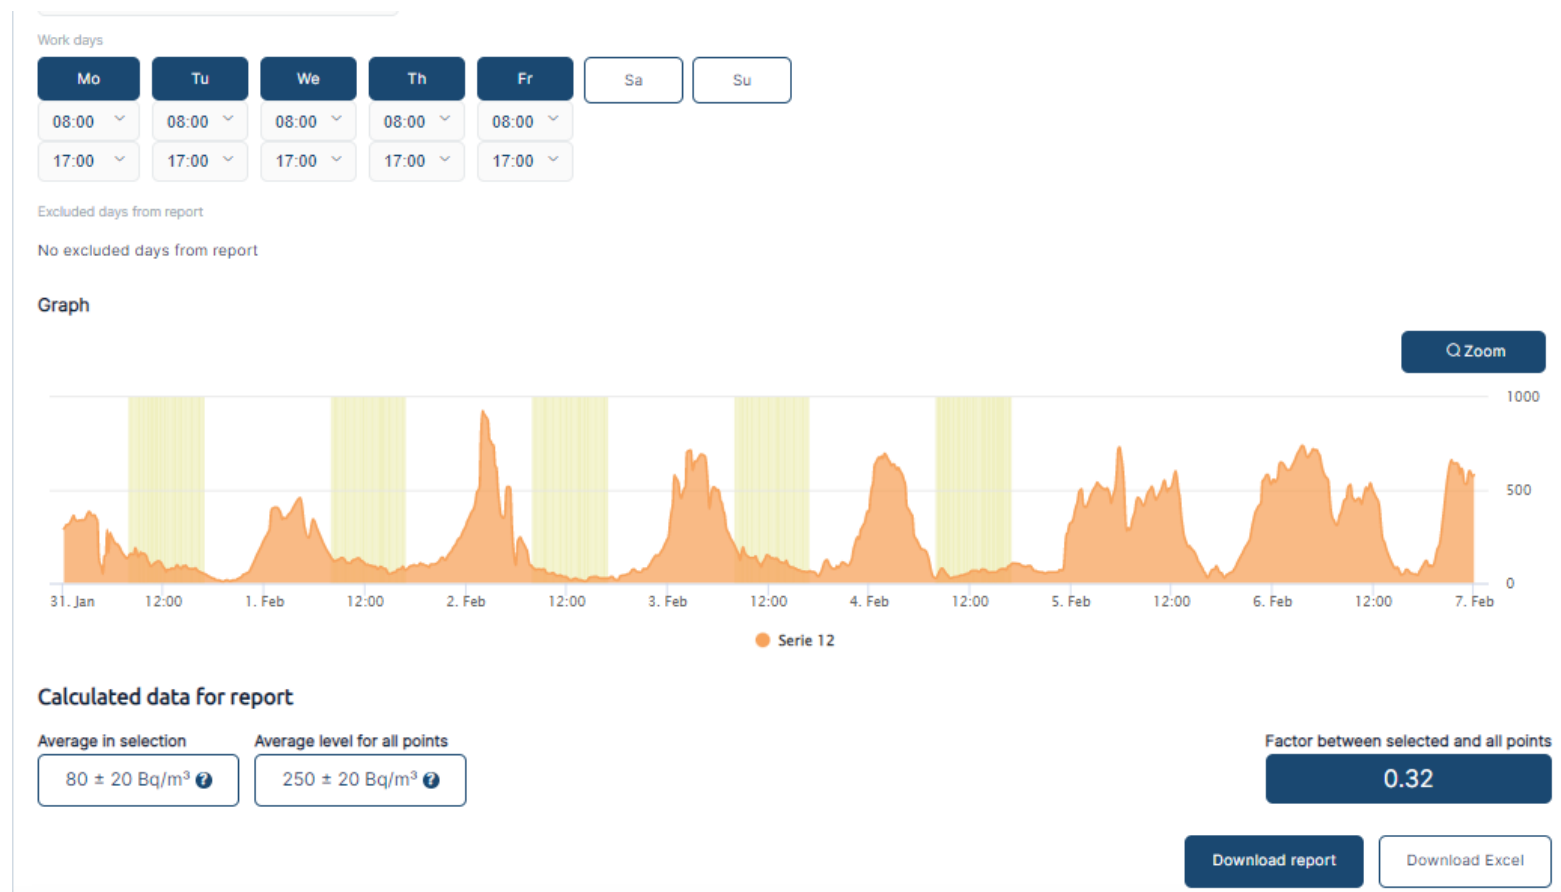 Work days
Mo Tu We Th Fr Sa Su
08:00 08:00 08:00 08:00 08:00
17:00 17:00 17:00 17:00 17:00
Excluded days from report
No excluded days from report
Graph
Zoom
1000
500
0
31. Jan 12:00 1. Feb 12:00 2. Feb 12:00 3. Feb 12:00 4. Feb 12:00 5. Feb 12:00 6. Feb 12:00 7. Feb
Serie 12
Calculated data for report
Average in selection Average level for all points Factor between selected and all points
80 ± 20 Bq/m³ ? 250 ± 20 Bq/m³ ? 0.32
Download report Download Excel